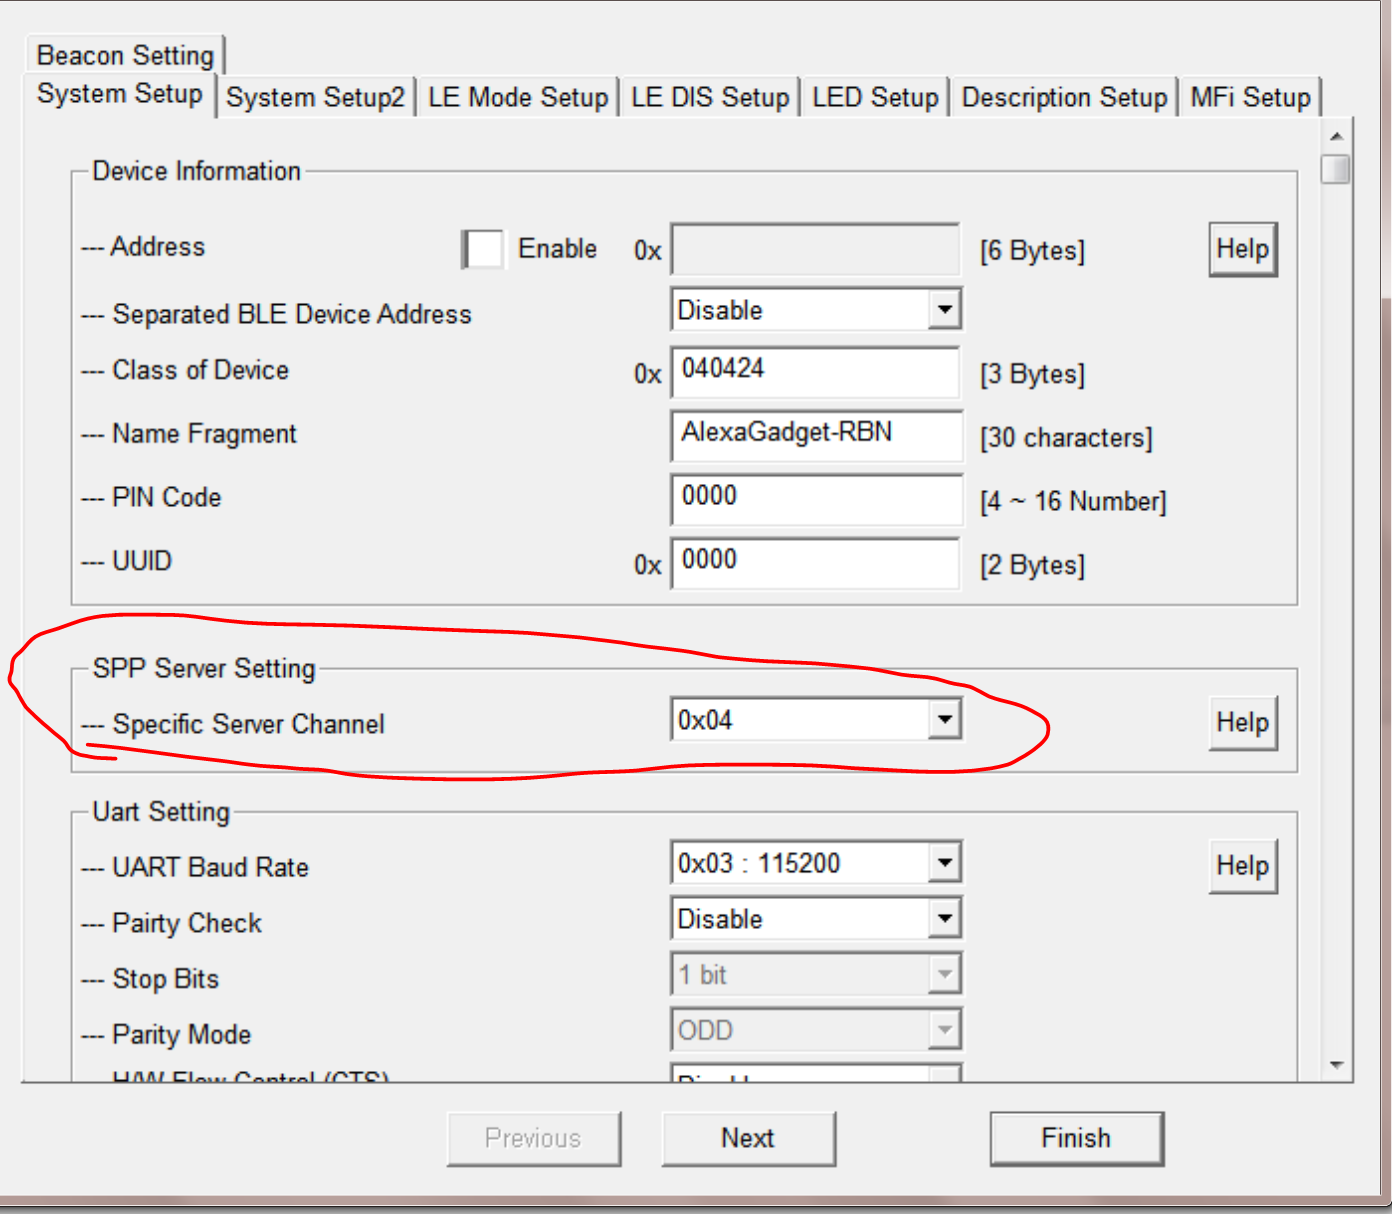 Beacon Setting
System Setup System Setup2 LE Mode Setup LE DIS Setup LED Setup Description Setup MFi Setup
Device Information
--- Address Enable 0x [6 Bytes] Help
--- Separated BLE Device Address Disable
--- Class of Device 0x 040424 [3 Bytes]
--- Name Fragment AlexaGadget-RBN [30 characters]
--- PIN Code 0000 [4 ~ 16 Number]
--- UUID 0x 0000 [2 Bytes]
SPP Server Setting
--- Specific Server Channel 0x04 Help
Uart Setting
--- UART Baud Rate 0x03 : 115200 Help
--- Pairty Check Disable
--- Stop Bits 1 bit
--- Parity Mode ODD
H/W Flow Control (CTS)
Previous Next Finish